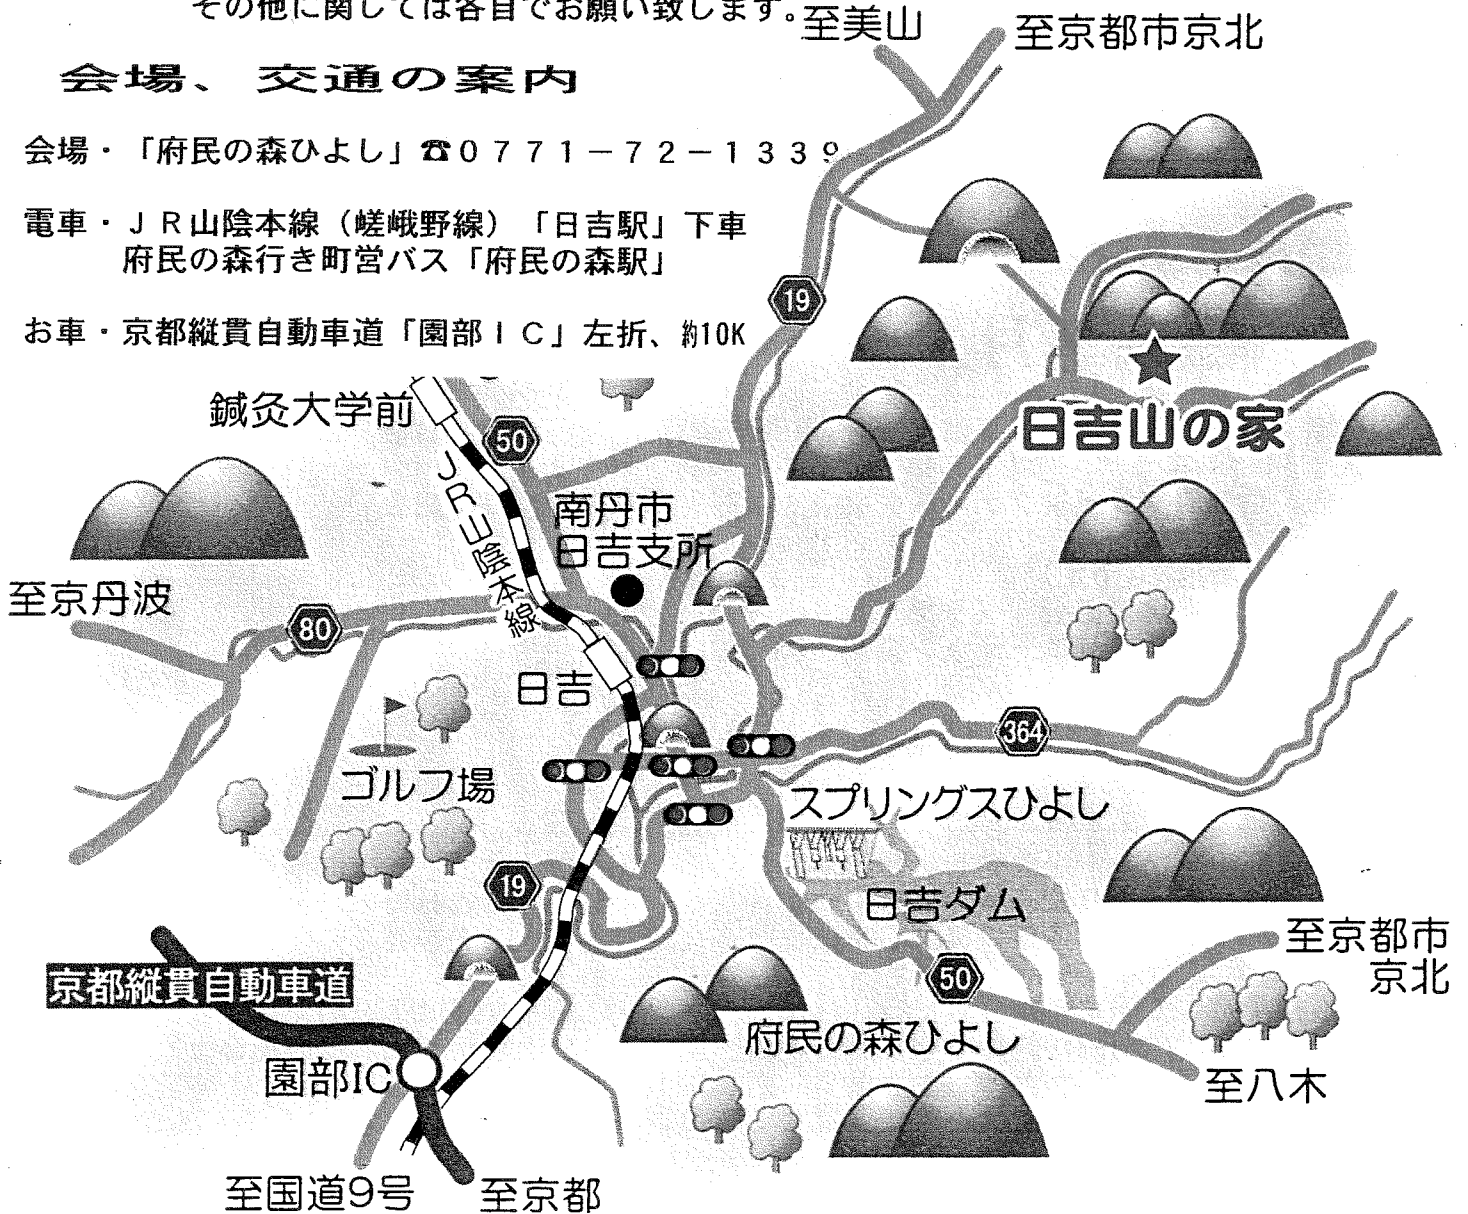 その他に関しては各自でお願い致します。
至美山
至京都市京北
会場、交通の案内
会場・「府民の森ひよし」☎0771-72-1339
電車・JR山陰本線（嵯峨野線）「日吉駅」下車
府民の森行き町営バス「府民の森駅」
お車・京都縦貫自動車道「園部IC」左折、約10K
19
鍼灸大学前
50
日吉山の家
JR山陰本線
南丹市
日吉支所
至京丹波
80
日吉
364
ゴルフ場
スプリングスひよし
19
日吉ダム
至京都市
京北
京都縦貫自動車道
50
府民の森ひよし
園部IC
至八木
至国道9号
至京都